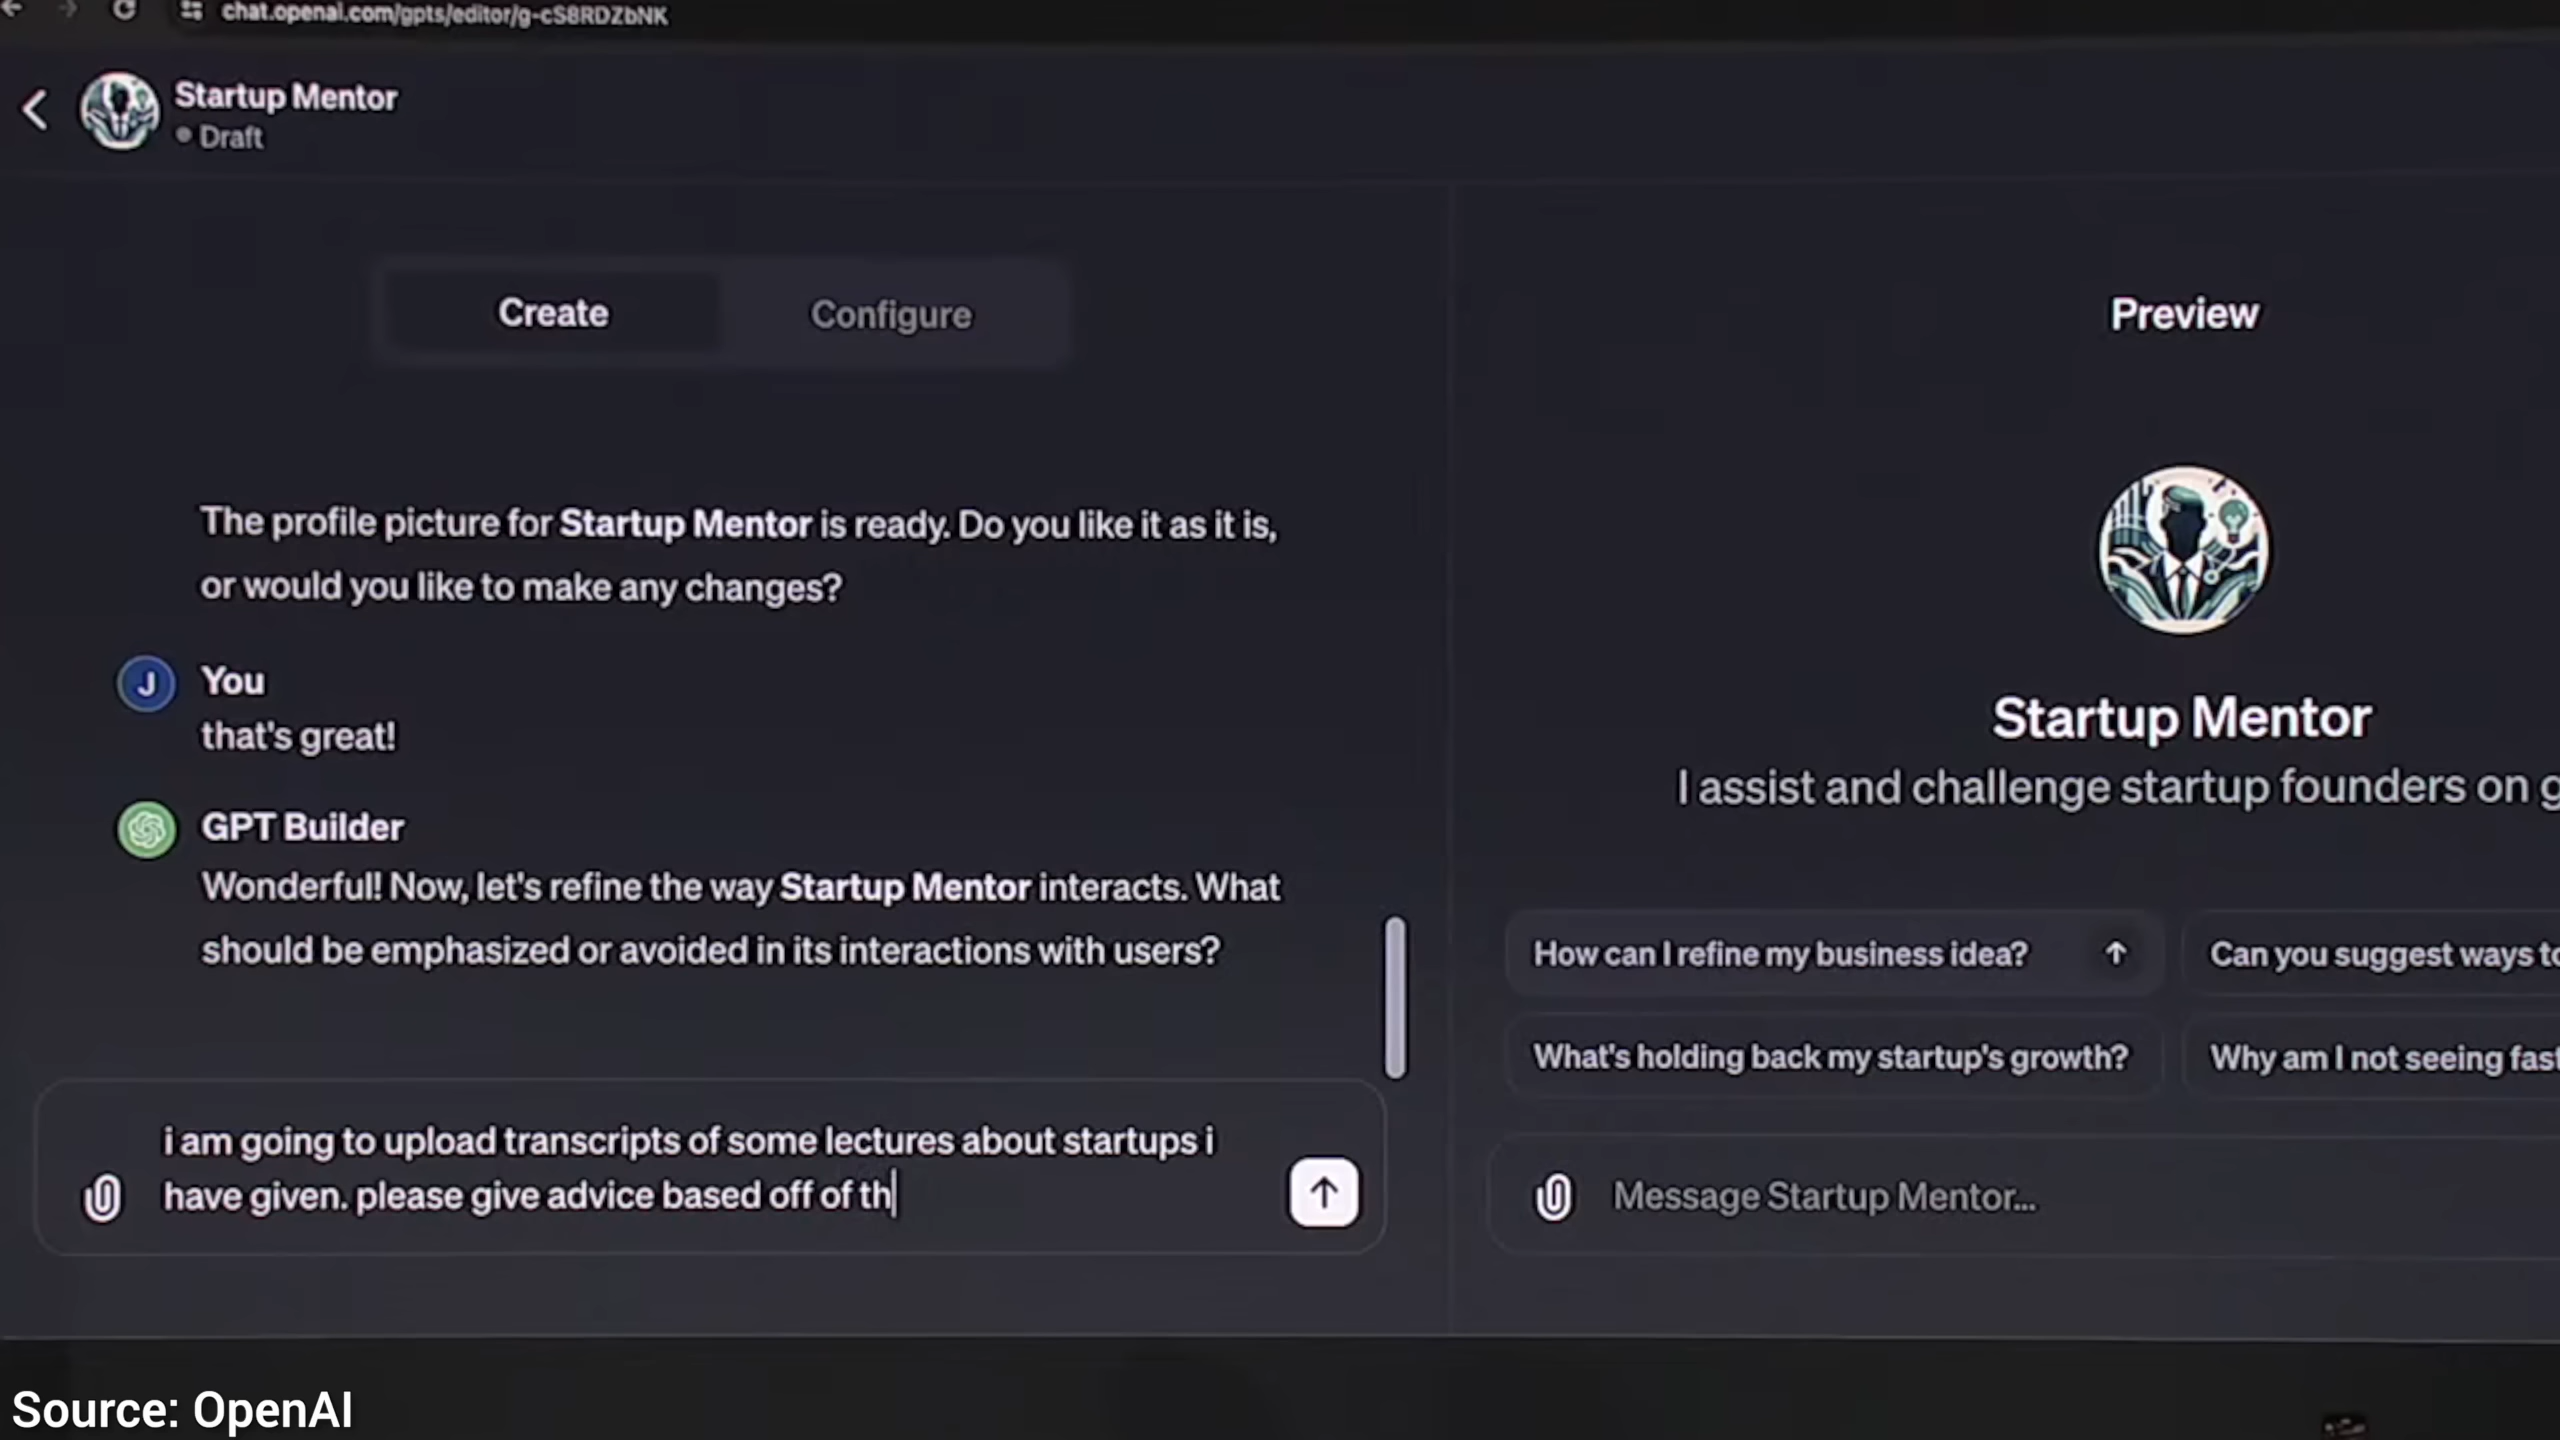 chat.openai.com/gpts/editor/g-cS8RDZbNK
Startup Mentor
Draft
Create
Configure
The profile picture for Startup Mentor is ready. Do you like it as it is,
or would you like to make any changes?
J
You
that's great!
GPT Builder
Wonderful! Now, let's refine the way Startup Mentor interacts. What
should be emphasized or avoided in its interactions with users?
i am going to upload transcripts of some lectures about startups i
have given. please give advice based off of th
Preview
Startup Mentor
I assist and challenge startup founders on g
How can I refine my business idea?
Can you suggest ways to
What's holding back my startup's growth?
Why am I not seeing fast
Message Startup Mentor...
Source: OpenAI